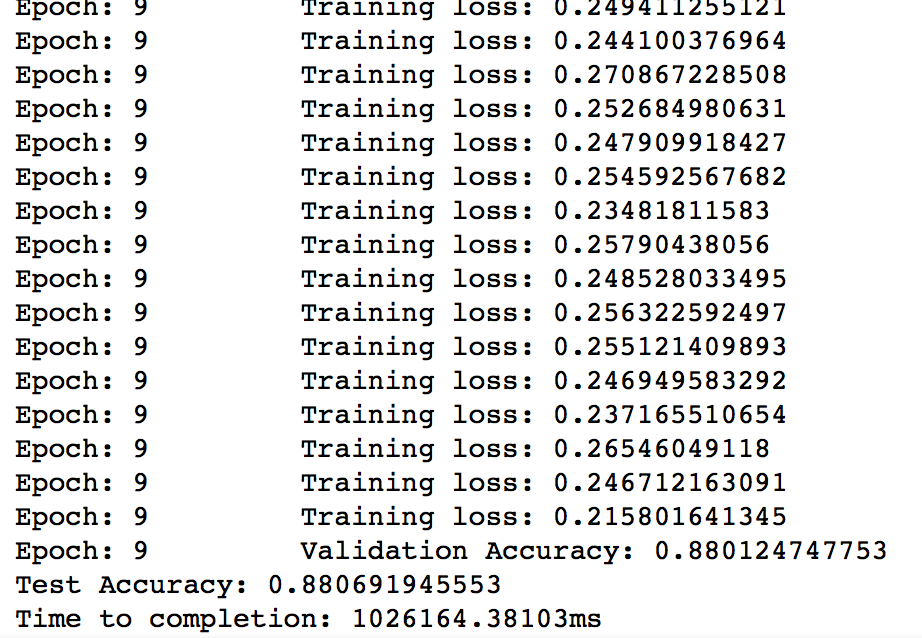 Epoch: 9 Training loss: 0.249411255121
Epoch: 9 Training loss: 0.244100376964
Epoch: 9 Training loss: 0.270867228508
Epoch: 9 Training loss: 0.252684980631
Epoch: 9 Training loss: 0.247909918427
Epoch: 9 Training loss: 0.254592567682
Epoch: 9 Training loss: 0.23481811583
Epoch: 9 Training loss: 0.25790438056
Epoch: 9 Training loss: 0.248528033495
Epoch: 9 Training loss: 0.256322592497
Epoch: 9 Training loss: 0.255121409893
Epoch: 9 Training loss: 0.246949583292
Epoch: 9 Training loss: 0.237165510654
Epoch: 9 Training loss: 0.26546049118
Epoch: 9 Training loss: 0.246712163091
Epoch: 9 Training loss: 0.215801641345
Epoch: 9 Validation Accuracy: 0.880124747753
Test Accuracy: 0.880691945553
Time to completion: 1026164.38103ms